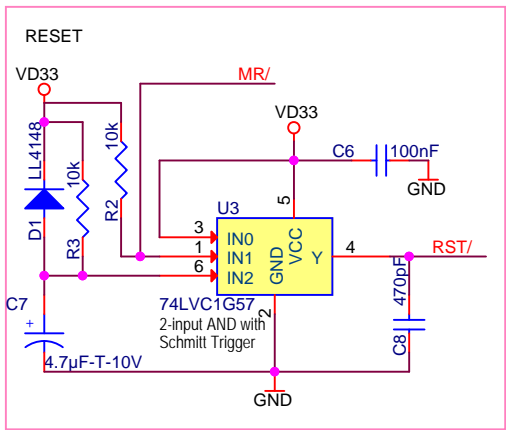 RESET
VD33
MR/
VD33
LL4148
10k
10k
C6
100nF
GND
D1
R3
R2
U3
5
3
IN0
VCC
1
IN1
GND
Y
4
RST/
6
IN2
C7
74LVC1G57
2
470pF
2-input AND with
Schmitt Trigger
+
4.7µF-T-10V
C8
GND